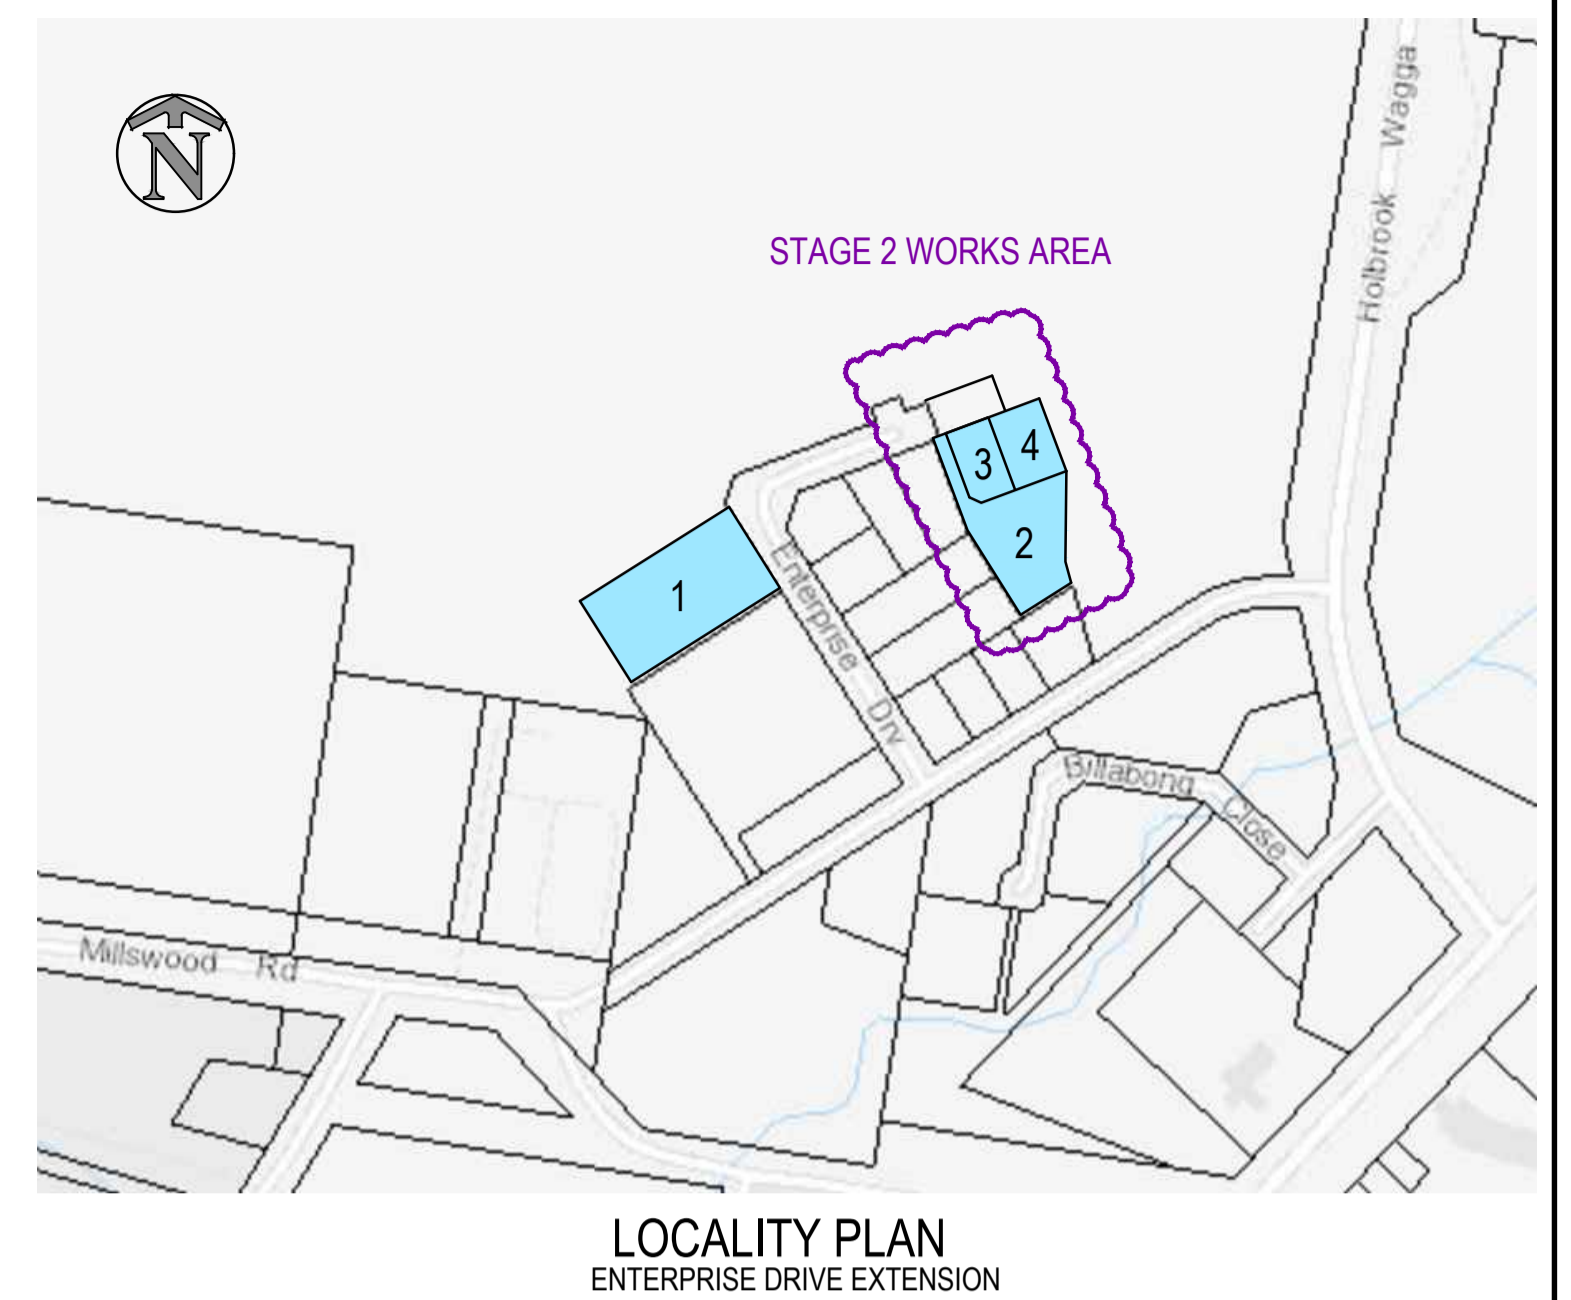 N
Holbrook Wagga
STAGE 2 WORKS AREA
3
4
2
1
Enterprise Drv
Billabong Close
Millswood Rd
LOCALITY PLAN
ENTERPRISE DRIVE EXTENSION